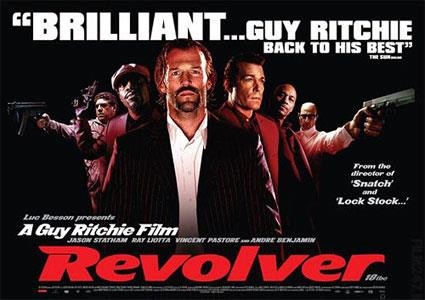 "BRILLIANT...GUY RITCHIE
BACK TO HIS BEST"
THE SUN ONLINE
From the
director of
'Snatch' and
'Lock Stock...'
Luc Besson presents
A Guy Ritchie Film
JASON STATHAM RAY LIOTTA VINCENT PASTORE AND ANDRE BENJAMIN
Revolver